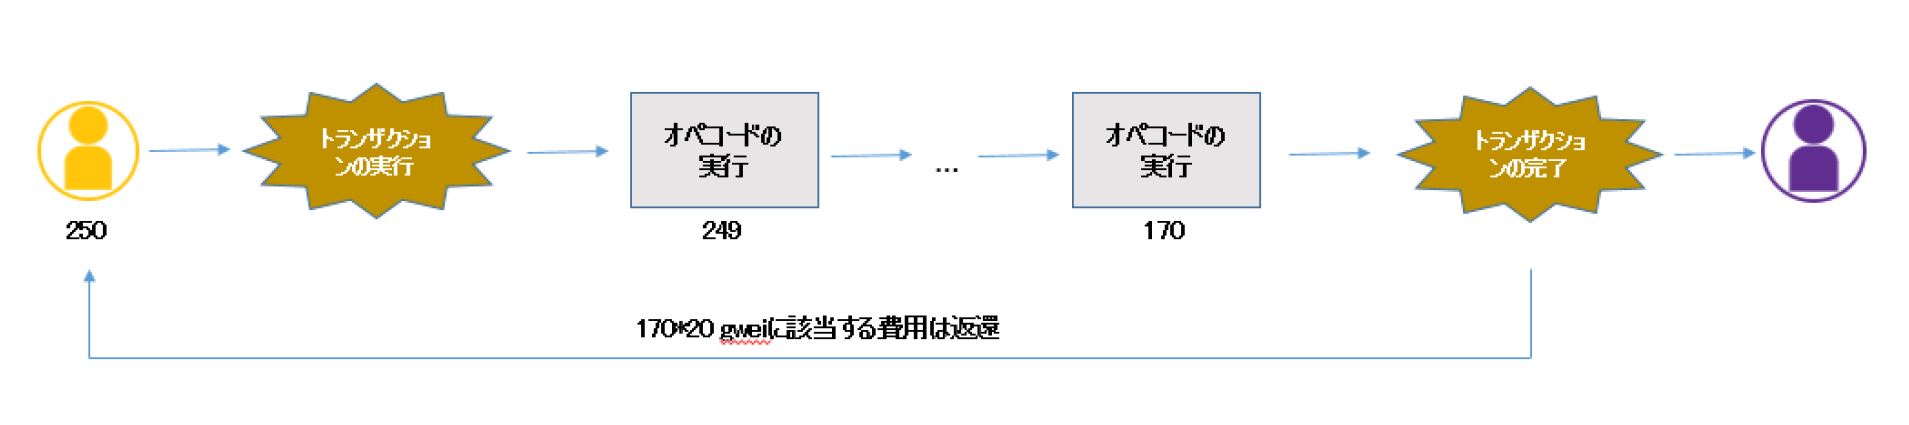 トランザクショ
ンの実行
250
オペコードの
実行
249
...
オペコードの
実行
170
トランザクショ
ンの完了
170*20 gweiに該当する費用は返還